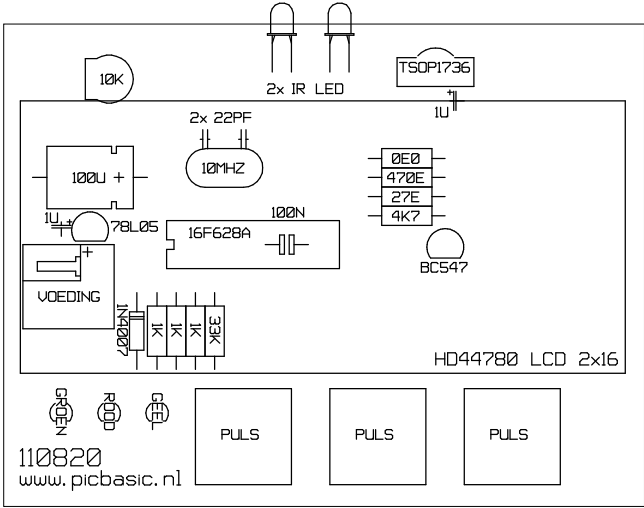 10K
TSOP1736
2x IR LED
1U
2x 22PF
10MHZ
0E0
470E
27E
4K7
100U +
1U
78L05
100N
16F628A
BC547
VOEDING
1N4007
1K
1K
1K
33K
HD44780 LCD 2x16
GROEN
ROOD
GEEL
PULS
PULS
PULS
110820
www.picbasic.nl